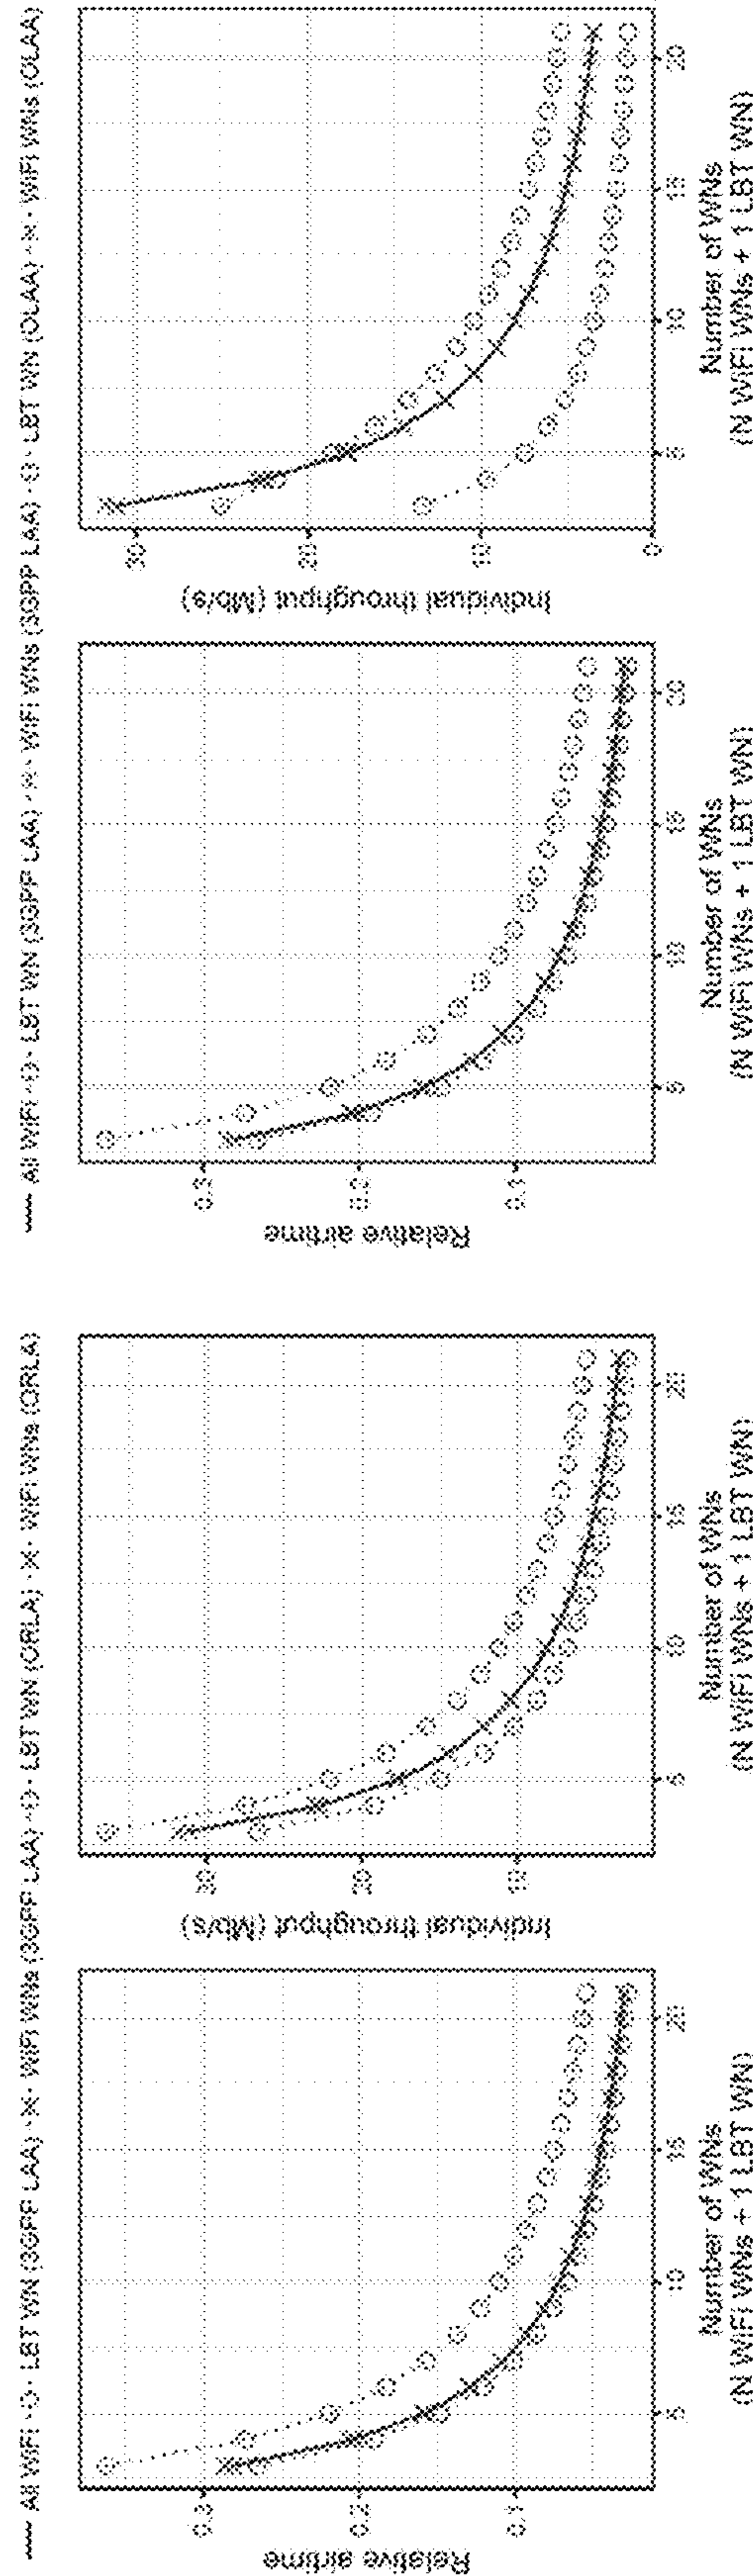 All WiFi LBT WN (3GPP LAA) WiFi WNs (3GPP LAA) LBT WN (ORLA) WiFi WNs (ORLA)
Relative airtime
0.3
0.2
0.1
5 10 15 20
Number of WNs
(N WiFi WNs + 1 LBT WN)
Individual throughput (Mb/s)
30
20
10
5 10 15 20
Number of WNs
(N WiFi WNs + 1 LBT WN)
All WiFi LBT WN (3GPP LAA) WiFi WNs (3GPP LAA) LBT WN (OLAA) WiFi WNs (OLAA)
Relative airtime
0.3
0.2
0.1
5 10 15 20
Number of WNs
(N WiFi WNs + 1 LBT WN)
Individual throughput (Mb/s)
30
20
10
0
5 10 15 20
Number of WNs
(N WiFi WNs + 1 LBT WN)